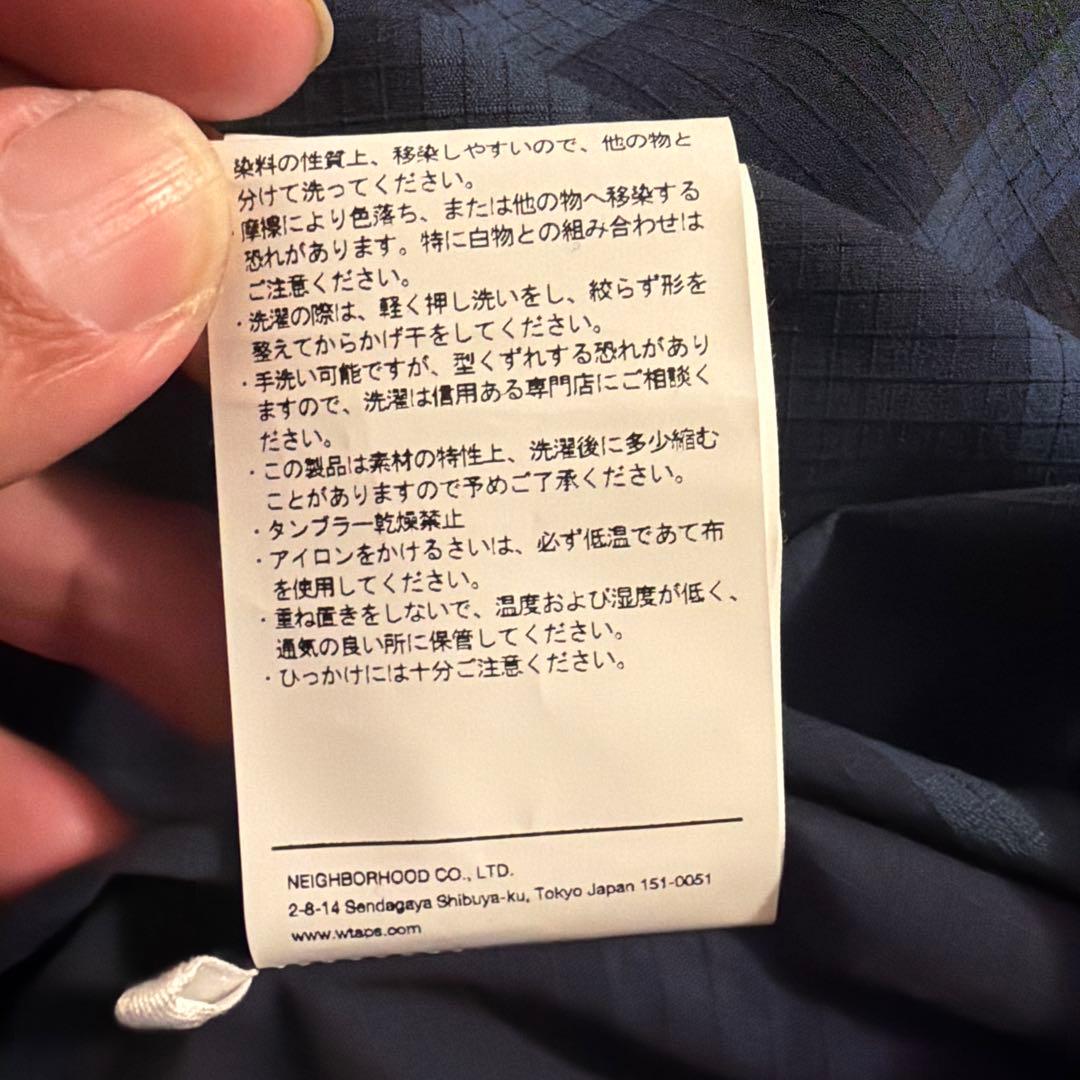 染料の性質上、移染しやすいので、他の物と
分けて洗ってください。
・摩擦により色落ち、または他の物へ移染する
恐れがあります。特に白物との組み合わせは
ご注意ください。
・洗濯の際は、軽く押し洗いをし、絞らず形を
整えてからかげ干をしてください。
・手洗い可能ですが、型くずれする恐れがあり
ますので、洗濯は信用ある専門店にご相談く
ださい。
・この製品は素材の特性上、洗濯後に多少縮む
ことがありますので予めご了承ください。
・タンブラー乾燥禁止
・アイロンをかけるさいは、必ず低温であて布
を使用してください。
・重ね置きをしないで、温度および湿度が低く、
通気の良い所に保管してください。
・ひっかけには十分ご注意ください。
NEIGHBORHOOD CO., LTD.
2-8-14 Sendagaya Shibuya-ku, Tokyo Japan 151-0051
www.wtaps.com